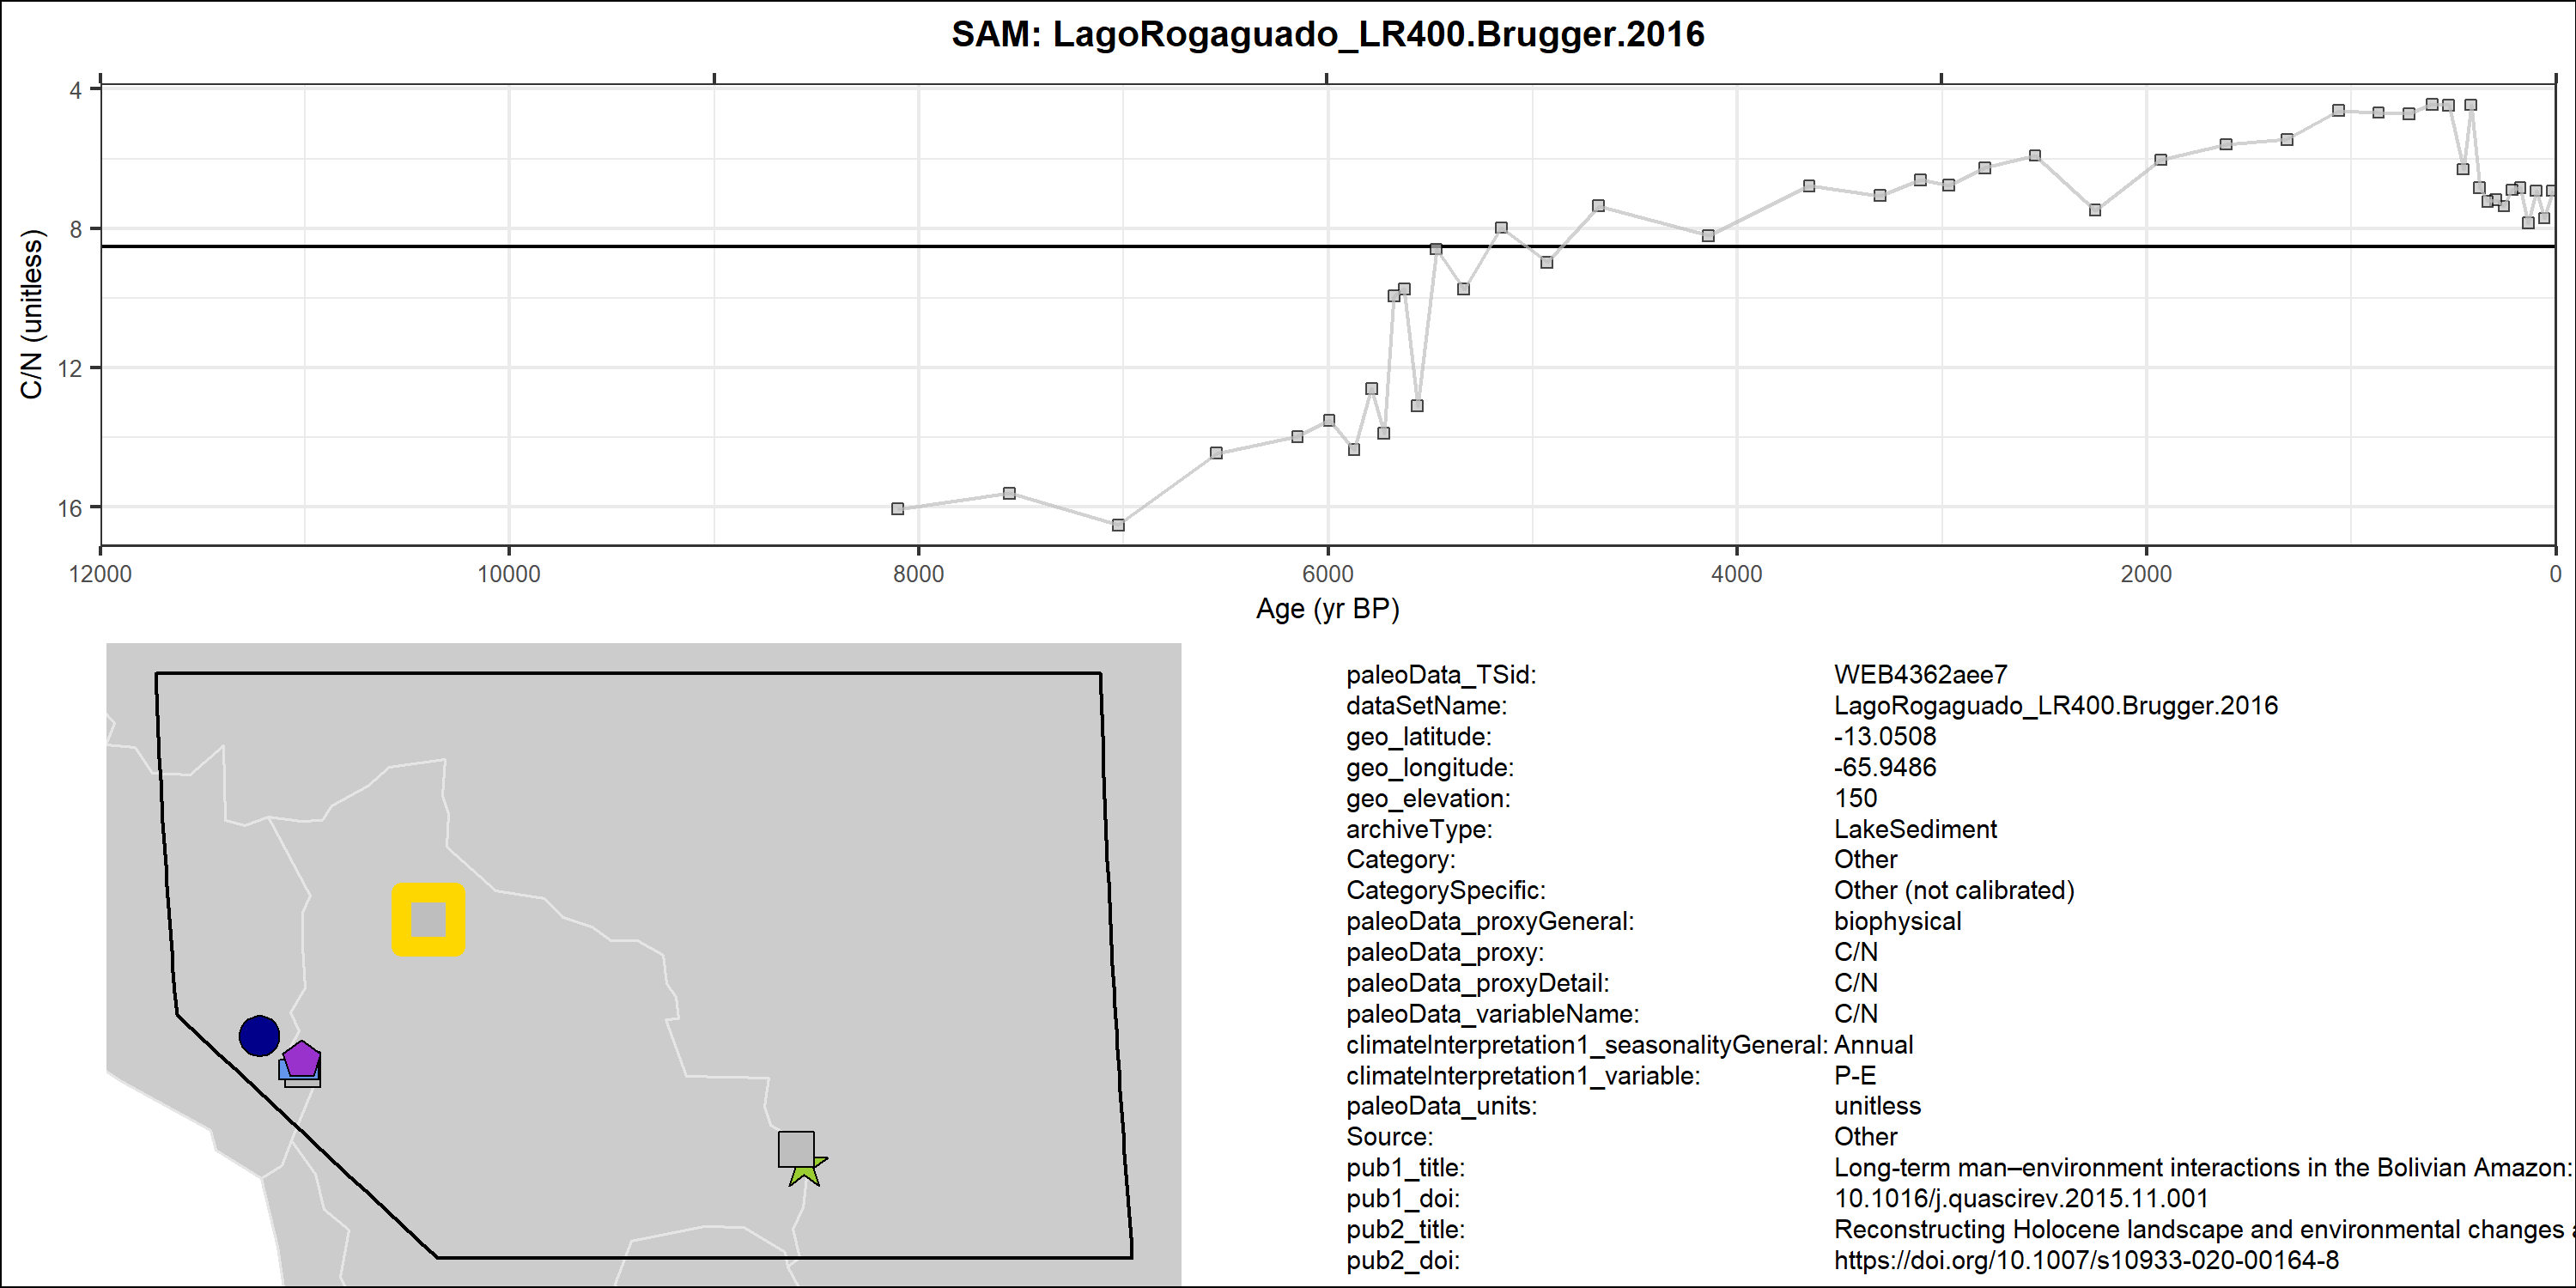 SAM: LagoRogaguado_LR400.Brugger.2016
4
8
12
16
C/N (unitless)
12000 10000 8000 6000 4000 2000 0
Age (yr BP)
paleoData_TSid: WEB4362aee7
dataSetName: LagoRogaguado_LR400.Brugger.2016
geo_latitude: -13.0508
geo_longitude: -65.9486
geo_elevation: 150
archiveType: LakeSediment
Category: Other
CategorySpecific: Other (not calibrated)
paleoData_proxyGeneral: biophysical
paleoData_proxy: C/N
paleoData_proxyDetail: C/N
paleoData_variableName: C/N
climateInterpretation1_seasonalityGeneral: Annual
climateInterpretation1_variable: P-E
paleoData_units: unitless
Source: Other
pub1_title: Long-term man–environment interactions in the Bolivian Amazon:
pub1_doi: 10.1016/j.quascirev.2015.11.001
pub2_title: Reconstructing Holocene landscape and environmental changes
pub2_doi: https://doi.org/10.1007/s10933-020-00164-8